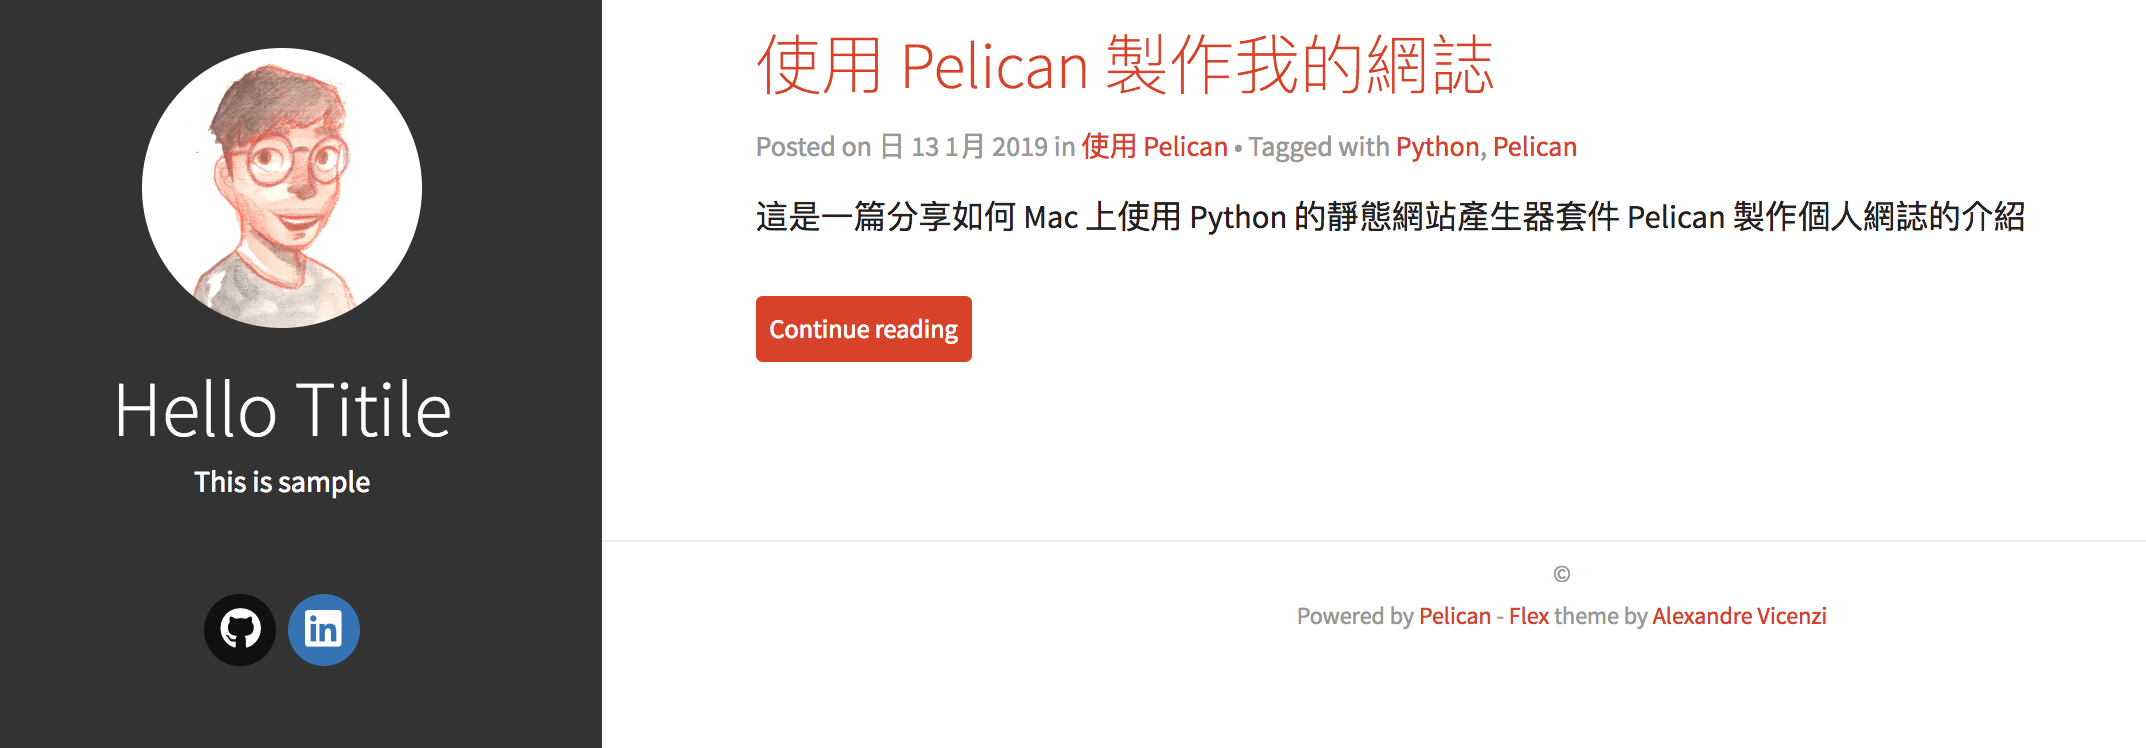 Hello Titile
This is sample
使用 Pelican 製作我的網誌
Posted on 日 13 1月 2019 in 使用 Pelican • Tagged with Python, Pelican
這是一篇分享如何 Mac 上使用 Python 的靜態網站產生器套件 Pelican 製作個人網誌的介紹
Continue reading
©
Powered by Pelican - Flex theme by Alexandre Vicenzi